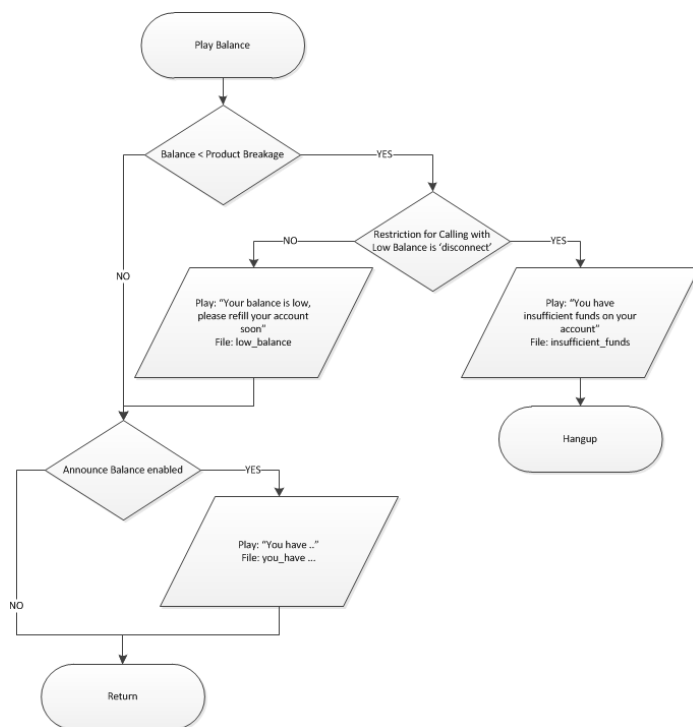 Play Balance
Balance < Product Breakage
YES
NO
Restriction for Calling with
Low Balance is ‘disconnect’
NO
YES
Play: “Your balance is low,
please refill your account
soon”
File: low_balance
Play: “You have
insufficient funds on your
account”
File: insufficient_funds
Hangup
Announce Balance enabled
YES
NO
Play: “You have ..”
File: you_have ...
Return